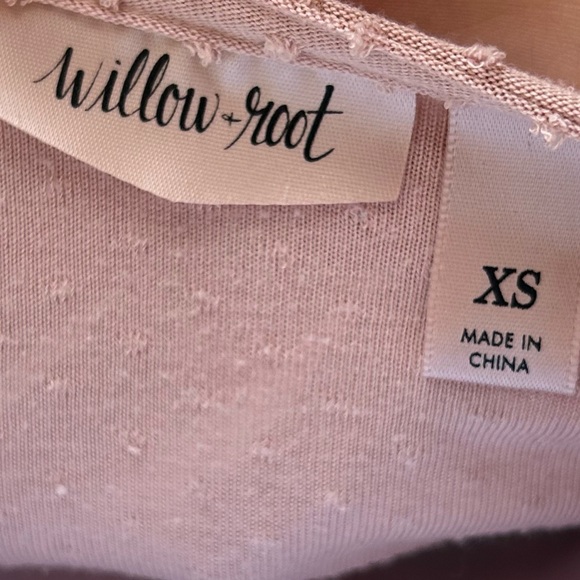 willow + root
XS
MADE IN
CHINA